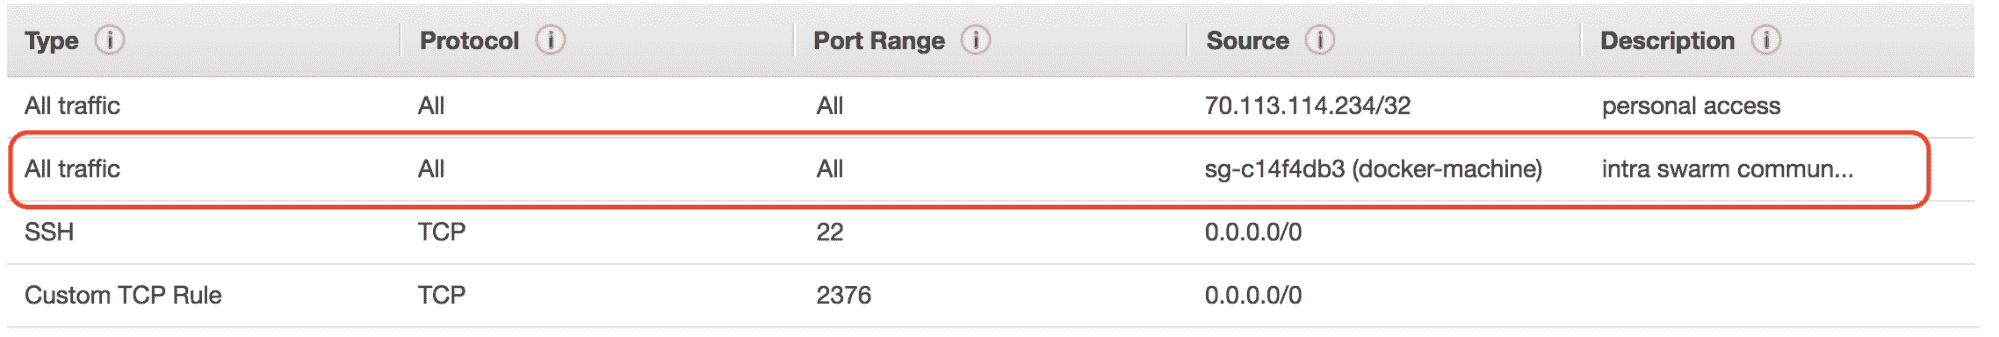 Type i Protocol i Port Range i Source i Description i
All traffic All All 70.113.114.234/32 personal access
All traffic All All sg-c14f4db3 (docker-machine) intra swarm commun...
SSH TCP 22 0.0.0.0/0
Custom TCP Rule TCP 2376 0.0.0.0/0